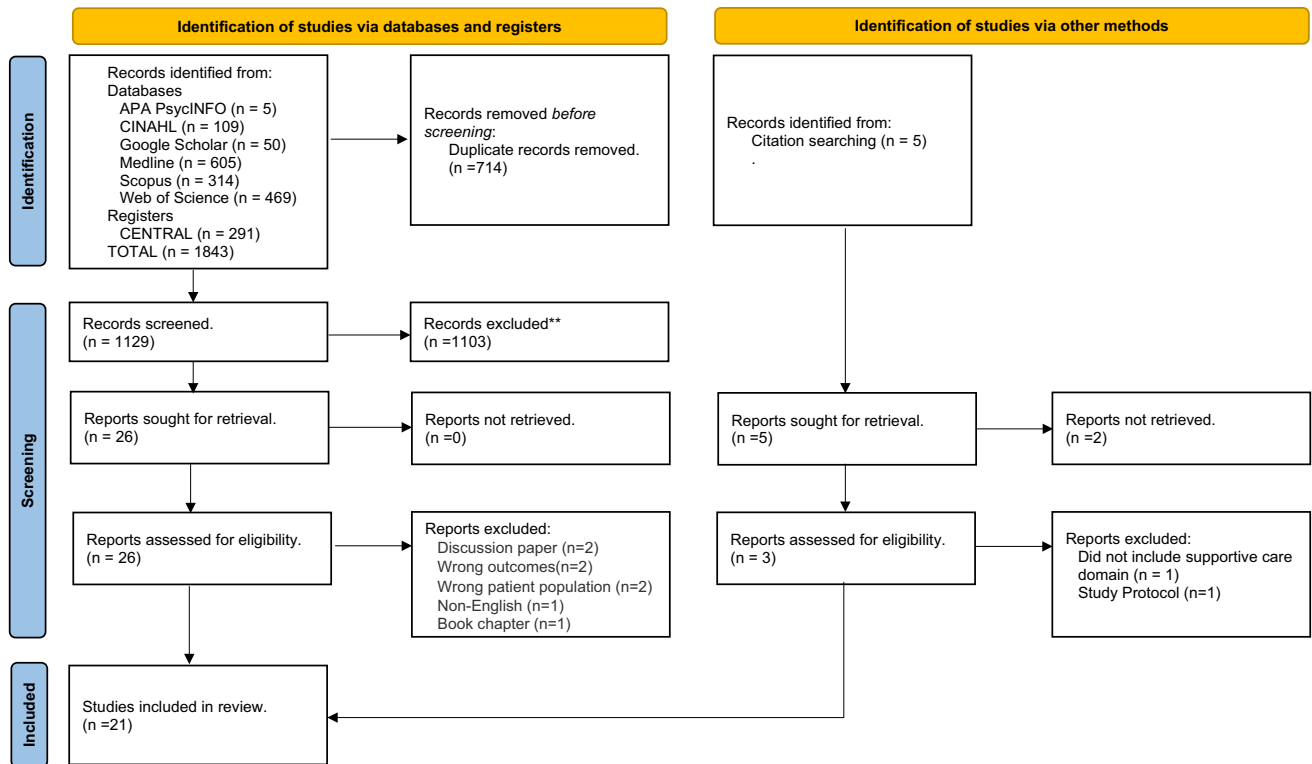 Identification of studies via databases and registers
Identification of studies via other methods
Identification
Records identified from:
Databases
APA PsycINFO (n = 5)
CINAHL (n = 109)
Google Scholar (n = 50)
Medline (n = 605)
Scopus (n = 314)
Web of Science (n = 469)
Registers
CENTRAL (n = 291)
TOTAL (n = 1843)
Records removed before
screening:
Duplicate records removed.
(n =714)
Records identified from:
Citation searching (n = 5)
.
Screening
Records screened.
(n = 1129)
Records excluded**
(n =1103)
Reports sought for retrieval.
(n = 26)
Reports not retrieved.
(n =0)
Reports sought for retrieval.
(n =5)
Reports not retrieved.
(n =2)
Reports assessed for eligibility.
(n = 26)
Reports excluded:
Discussion paper (n=2)
Wrong outcomes(n=2)
Wrong patient population (n=2)
Non-English (n=1)
Book chapter (n=1)
Reports assessed for eligibility.
(n = 3)
Reports excluded:
Did not include supportive care
domain (n = 1)
Study Protocol (n=1)
Included
Studies included in review.
(n =21)